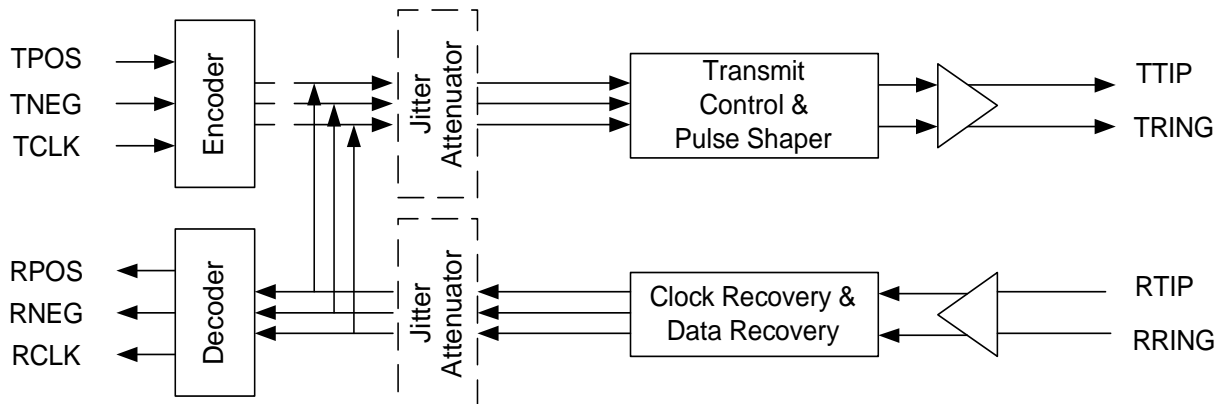 TPOS
TNEG
TCLK
Encoder
Jitter
Attenuator
Transmit
Control &
Pulse Shaper
TTIP
TRING
RPOS
RNEG
RCLK
Decoder
Jitter
Attenuator
Clock Recovery &
Data Recovery
RTIP
RRING